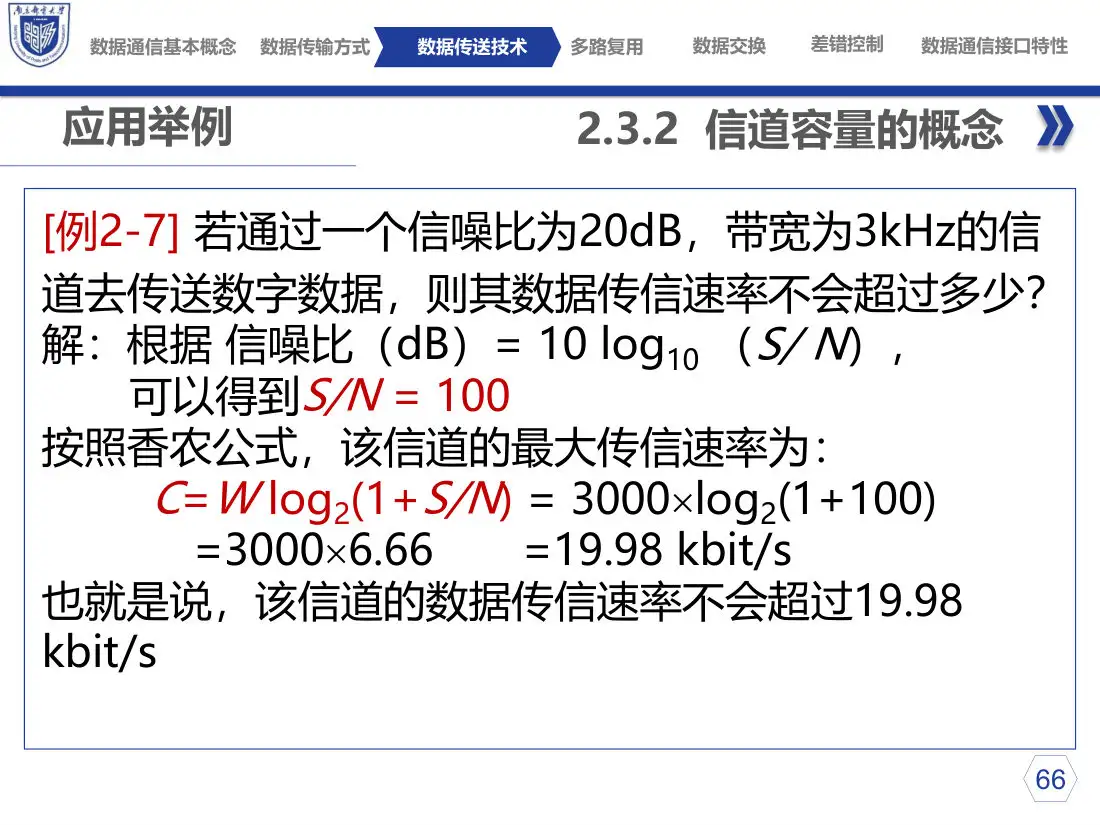 南京邮电大学
数据通信基本概念 数据传输方式 数据传送技术 多路复用 数据交换 差错控制 数据通信接口特性
应用举例
2.3.2 信道容量的概念
[例2-7] 若通过一个信噪比为20dB，带宽为3kHz的信
道去传送数字数据，则其数据传信速率不会超过多少？
解：根据 信噪比（dB）= 10 log10 （S/ N），
可以得到S/N = 100
按照香农公式，该信道的最大传信速率为：
C= W log2(1+S/N) = 3000×log2(1+100)
=3000×6.66 =19.98 kbit/s
也就是说，该信道的数据传信速率不会超过19.98
kbit/s
66